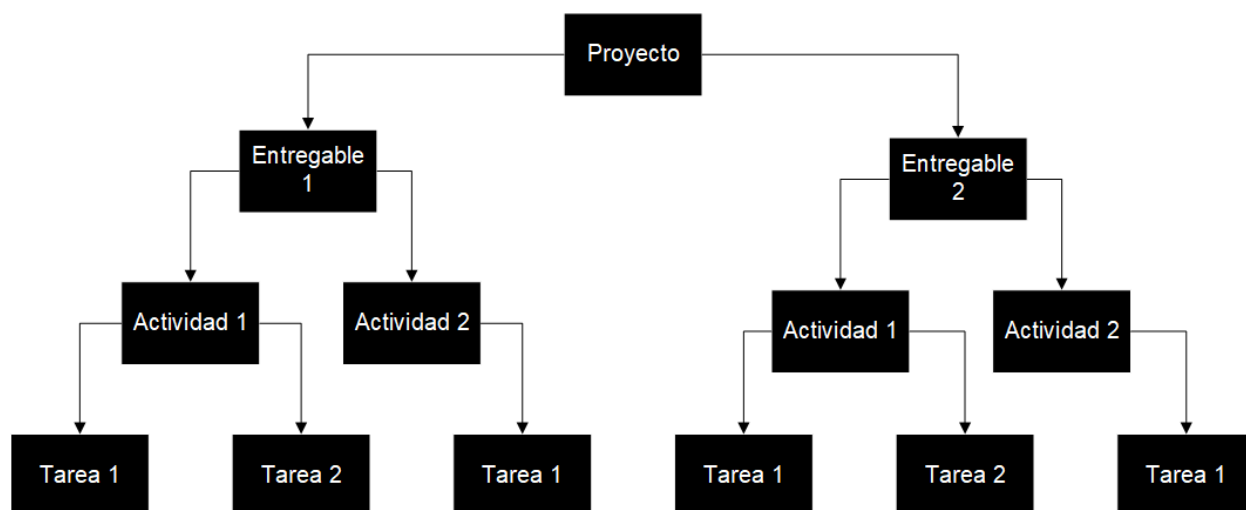 Proyecto
Entregable
1
Entregable
2
Actividad 1
Actividad 2
Actividad 1
Actividad 2
Tarea 1
Tarea 2
Tarea 1
Tarea 1
Tarea 2
Tarea 1